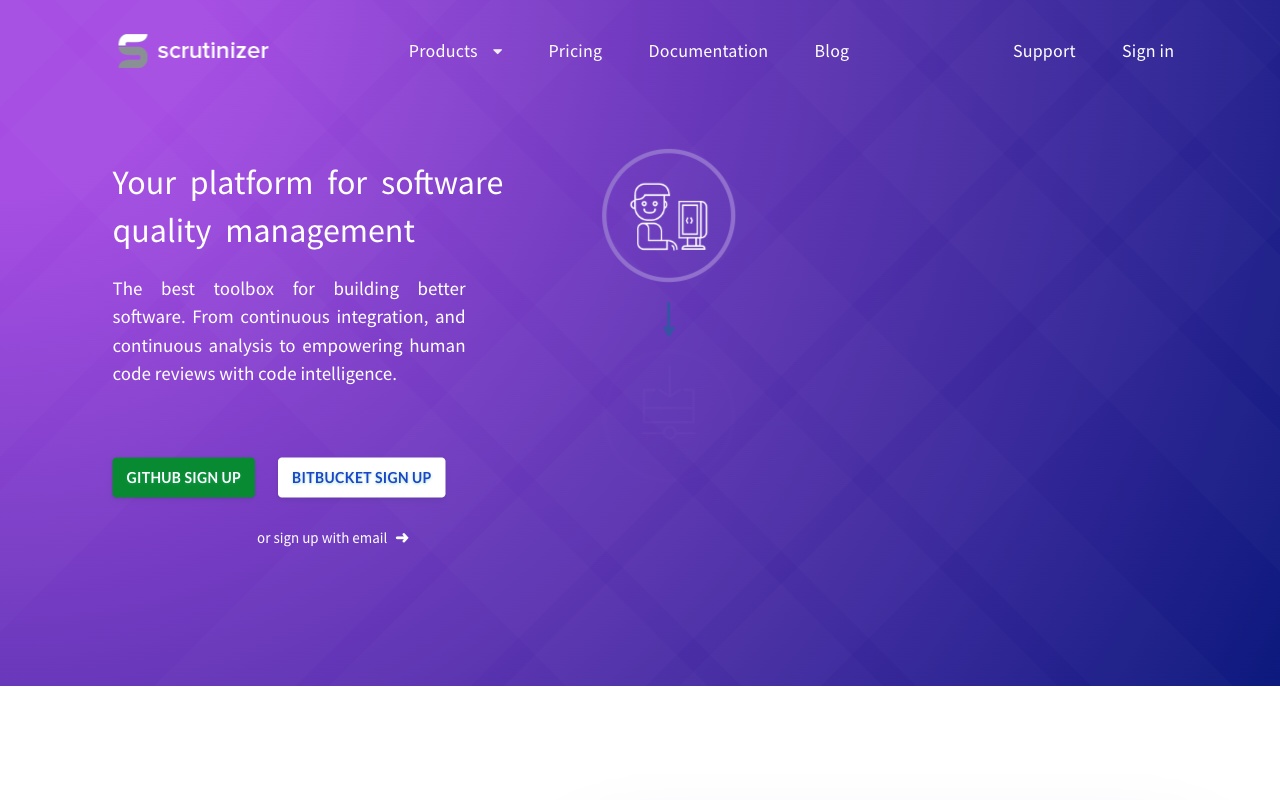 scrutinizer
Products
Pricing
Documentation
Blog
Support
Sign in
Your platform for software
quality management
The best toolbox for building better
software. From continuous integration, and
continuous analysis to empowering human
code reviews with code intelligence.
GITHUB SIGN UP
BITBUCKET SIGN UP
or sign up with email